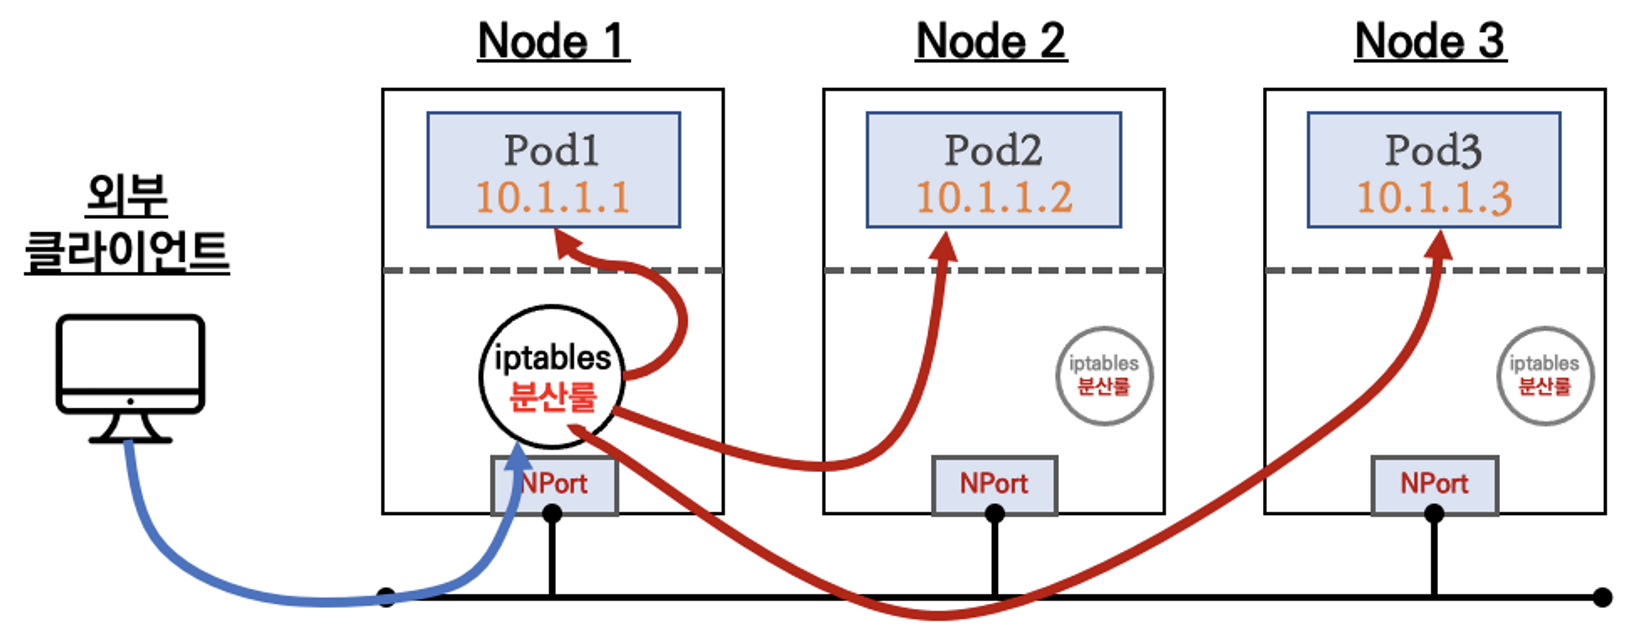 Node 1
Node 2
Node 3
Pod1
10.1.1.1
Pod2
10.1.1.2
Pod3
10.1.1.3
외부
클라이언트
iptables
분산룰
iptables
분산룰
iptables
분산룰
NPort
NPort
NPort